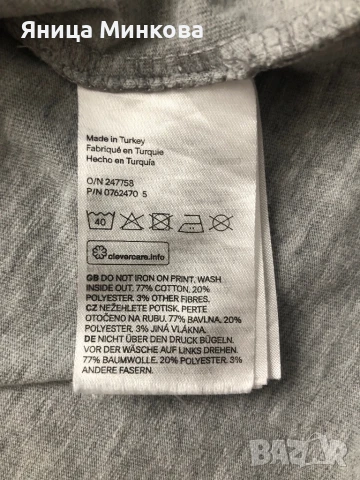 Яница Минкова
Made in Turkey
Fabriqué en Turquie
Hecho en Turquía
O/N 247758
P/N 0762470 5
40
clevercare.info
GB DO NOT IRON ON PRINT. WASH
INSIDE OUT. 77% COTTON. 20%
POLYESTER. 3% OTHER FIBRES.
CZ NEŽEHLETE POTISK. PERTE
OTOČENO NA RUBU. 77% BAVLNA. 20%
POLYESTER. 3% JINÁ VLÁKNA.
DE NICHT ÜBER DEN DRUCK BÜGELN.
VOR DER WÄSCHE AUF LINKS DREHEN.
77% BAUMWOLLE. 20% POLYESTER. 3%
ANDERE FASERN.
BAZAR